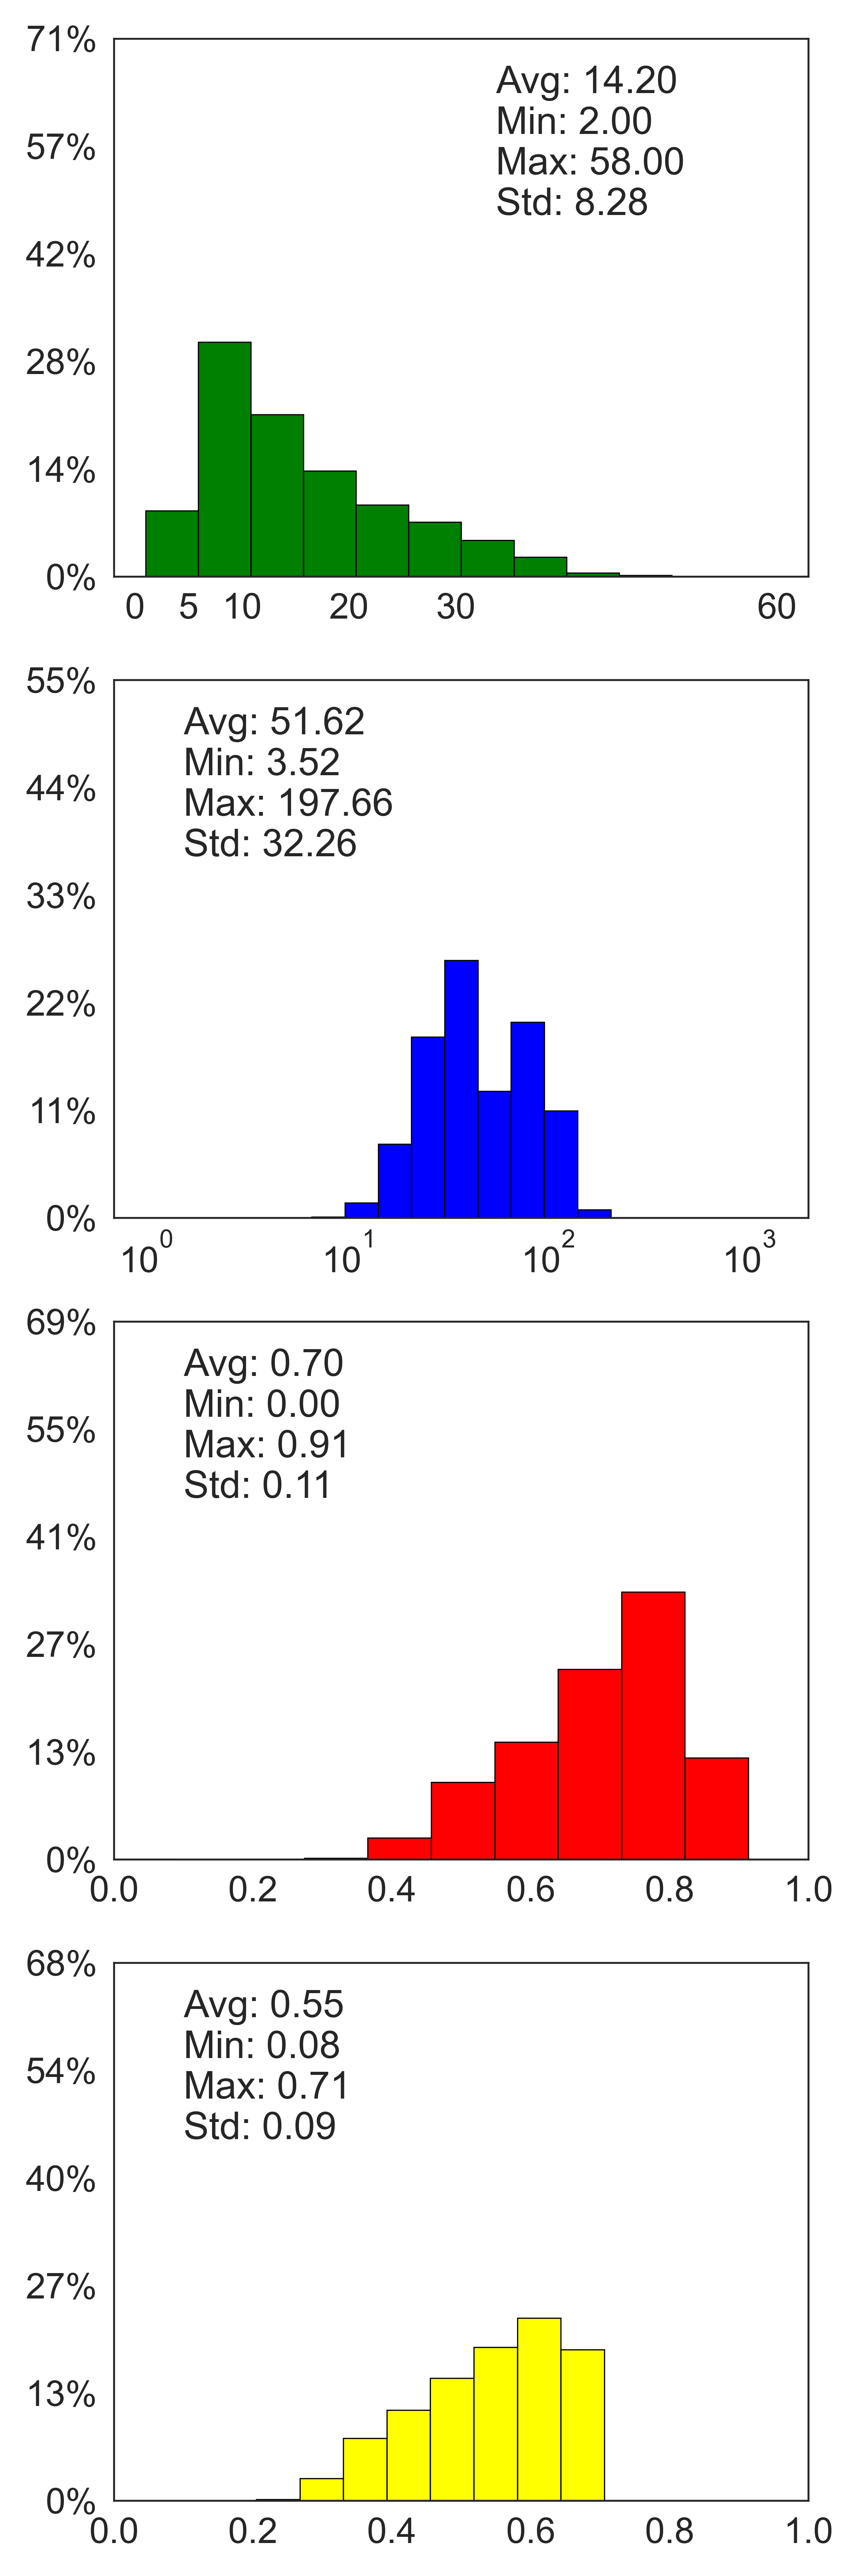 71%
Avg: 14.20
Min: 2.00
57%
Max: 58.00
Std: 8.28
42%
28%
14%
0%
0 5 10 20 30 60
55%
Avg: 51.62
Min: 3.52
44%
Max: 197.66
Std: 32.26
33%
22%
11%
0%
10^0 10^1 10^2 10^3
69%
Avg: 0.70
Min: 0.00
55%
Max: 0.91
Std: 0.11
41%
27%
13%
0%
0.0 0.2 0.4 0.6 0.8 1.0
68%
Avg: 0.55
Min: 0.08
54%
Max: 0.71
Std: 0.09
40%
27%
13%
0%
0.0 0.2 0.4 0.6 0.8 1.0